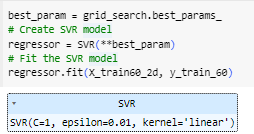 best_param = grid_search.best_params_
# Create SVR model
regressor = SVR(**best_param)
# Fit the SVR model
regressor.fit(X_train60_2d, y_train_60)
SVR
SVR(C=1, epsilon=0.01, kernel='linear')